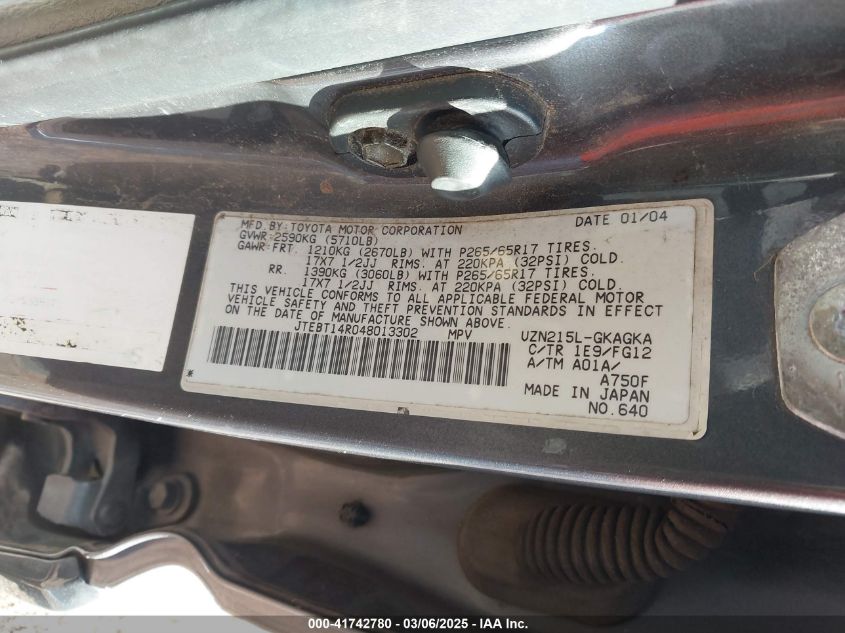 MFD.BY:TOYOTA MOTOR CORPORATION DATE 01/04
GVWR:2590KG (5710LB)
GAWR:FRT. 1210KG (2670LB) WITH P265/65R17 TIRES.
17X7 1/2JJ RIMS. AT 220KPA (32PSI) COLD.
RR. 1390KG (3060LB) WITH P265/65R17 TIRES.
17X7 1/2JJ RIMS. AT 220KPA (32PSI) COLD.
THIS VEHICLE CONFORMS TO ALL APPLICABLE FEDERAL MOTOR
VEHICLE SAFETY AND THEFT PREVENTION STANDARDS IN EFFECT
ON THE DATE OF MANUFACTURE SHOWN ABOVE.
JTEBT14R048013302 MPV UZN215L-GKAGKA
C/TR 1E9/FG12
A/TM A01A/
A750F
MADE IN JAPAN
NO.640
000-41742780 - 03/06/2025 - IAA Inc.